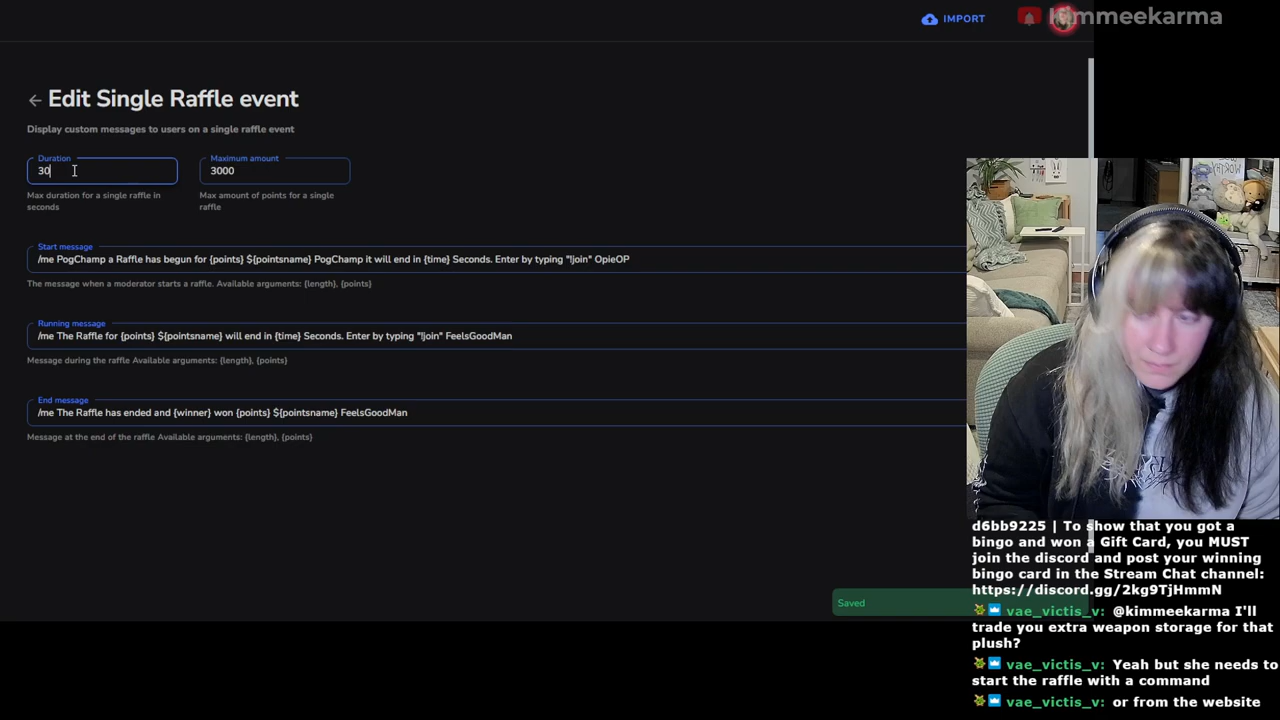 IMPORT
kimmeekarma
Edit Single Raffle event
Display custom messages to users on a single raffle event
Duration
30
Max duration for a single raffle in
seconds
Maximum amount
3000
Max amount of points for a single
raffle
Start message
/me PogChamp a Raffle has begun for {points} ${pointsname} PogChamp it will end in {time} Seconds. Enter by typing "!join" OpieOP
The message when a moderator starts a raffle. Available arguments: {length}, {points}
Running message
/me The Raffle for {points} ${pointsname} will end in {time} Seconds. Enter by typing "!join" FeelsGoodMan
Message during the raffle Available arguments: {length}, {points}
End message
/me The Raffle has ended and {winner} won {points} ${pointsname} FeelsGoodMan
Message at the end of the raffle Available arguments: {length}, {points}
Saved
d6bb9225 | To show that you got a
bingo and won a Gift Card, you MUST
join the discord and post your winning
bingo card in the Stream Chat channel:
https://discord.gg/2kg9TjHmmN
vae_victis_v: @kimmeekarma I'll
trade you extra weapon storage for that
plush?
vae_victis_v: Yeah but she needs to
start the raffle with a command
vae_victis_v: or from the website